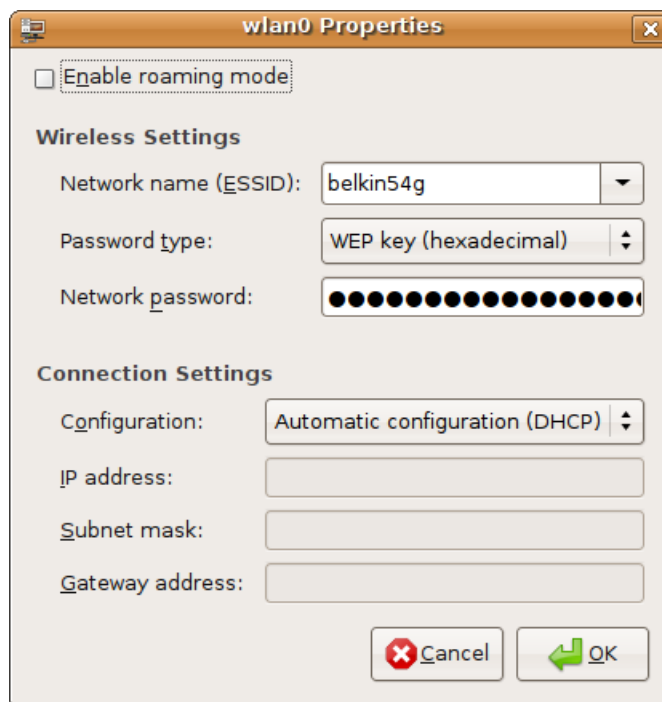 wlan0 Properties
Enable roaming mode
Wireless Settings
Network name (ESSID): belkin54g
Password type: WEP key (hexadecimal)
Network password: ●●●●●●●●●●●●●●●●●
Connection Settings
Configuration: Automatic configuration (DHCP)
IP address:
Subnet mask:
Gateway address:
Cancel OK